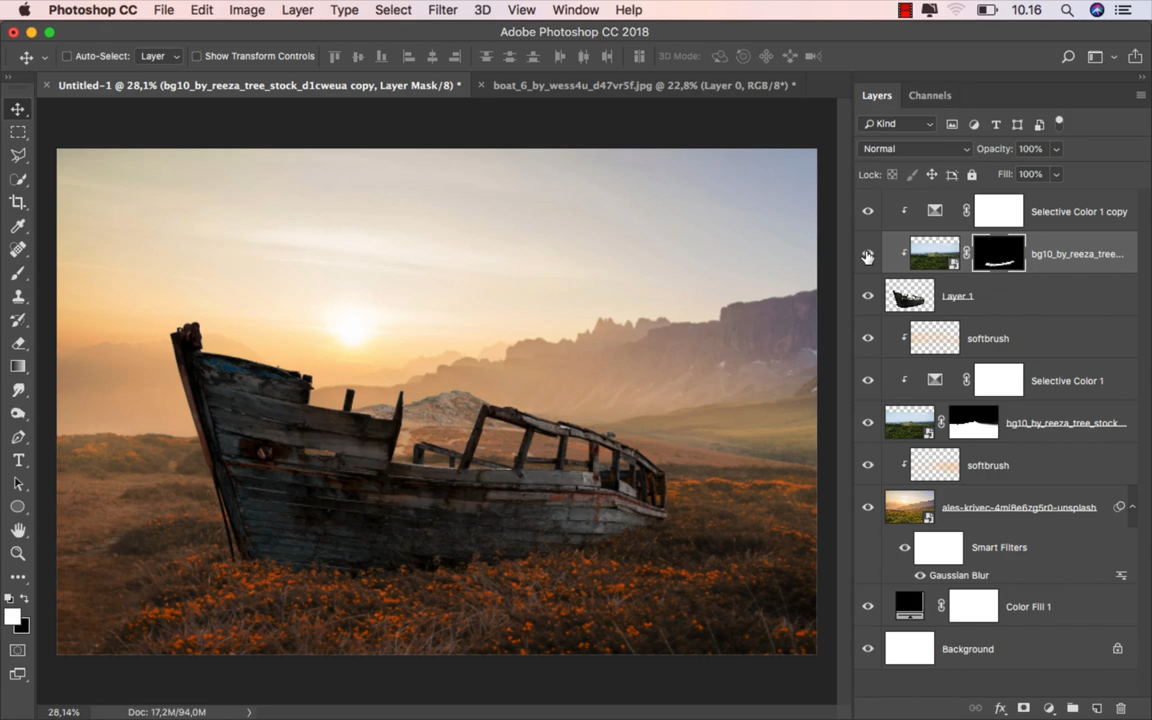 Photoshop CC File Edit Image Layer Type Select Filter 3D View Window Help 10.16
Adobe Photoshop CC 2018
Auto-Select: Layer Show Transform Controls 3D Mode:
Untitled-1 @ 28,1% (bg10_by_reeza_tree_stock_d1cweua copy, Layer Mask/8) * boat_6_by_wess4u_d47vr5f.jpg @ 22,8% (Layer 0, RGB/8*) *
Layers Channels
Kind
Normal Opacity: 100%
Lock: Fill: 100%
Selective Color 1 copy
bg10_by_reeza_tree...
Layer 1
softbrush
Selective Color 1
bg10_by_reeza_tree_stock...
softbrush
ales-krivec-4mi8e6zg5r0-unsplash
Smart Filters
Gaussian Blur
Color Fill 1
Background
28,14% Doc: 17,2M/94,0M